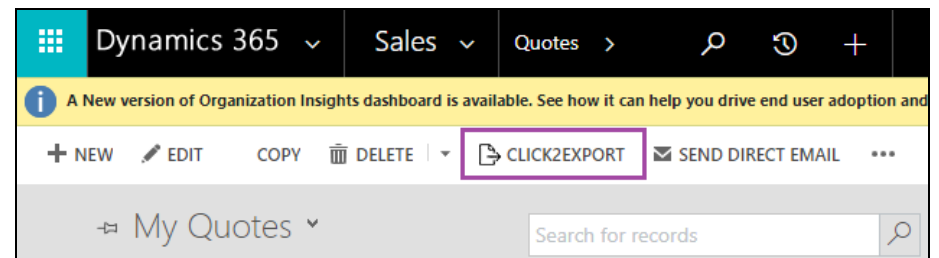 Dynamics 365 Sales Quotes
A New version of Organization Insights dashboard is available. See how it can help you drive end user adoption and
NEW EDIT COPY DELETE CLICK2EXPORT SEND DIRECT EMAIL
My Quotes Search for records